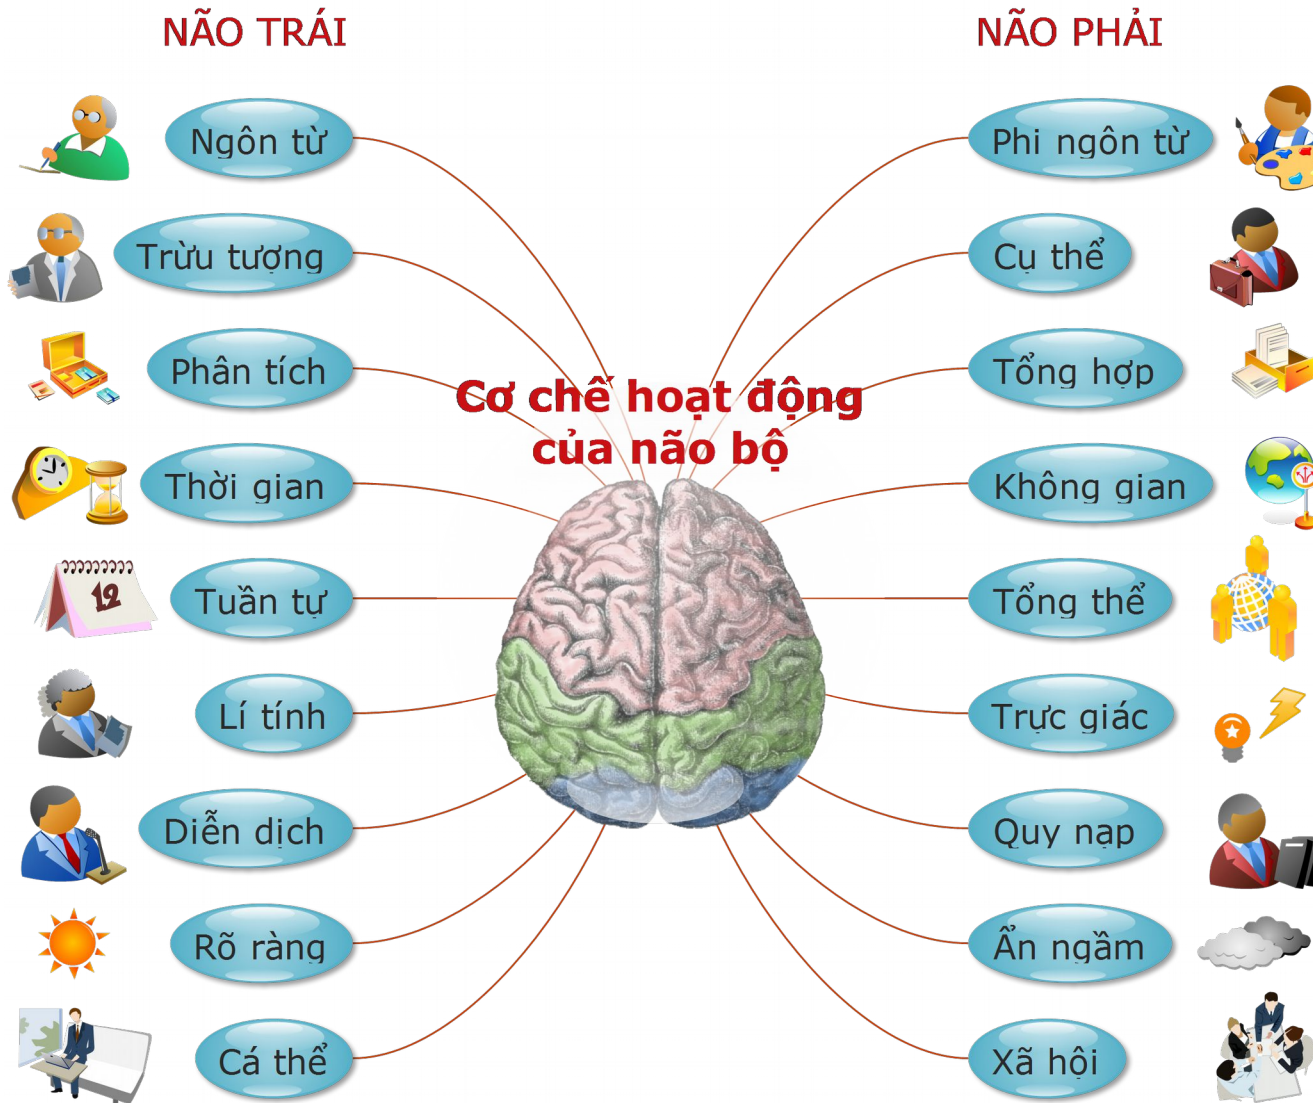 NÃO TRÁI
NÃO PHẢI
Ngôn từ
Phi ngôn từ
Trừu tượng
Cụ thể
Phân tích
Tổng hợp
Cơ chế hoạt động
của não bộ
Thời gian
Không gian
Tuần tự
Tổng thể
12
Lí tính
Trực giác
Diễn dịch
Quy nạp
Rõ ràng
Ẩn ngầm
Cá thể
Xã hội